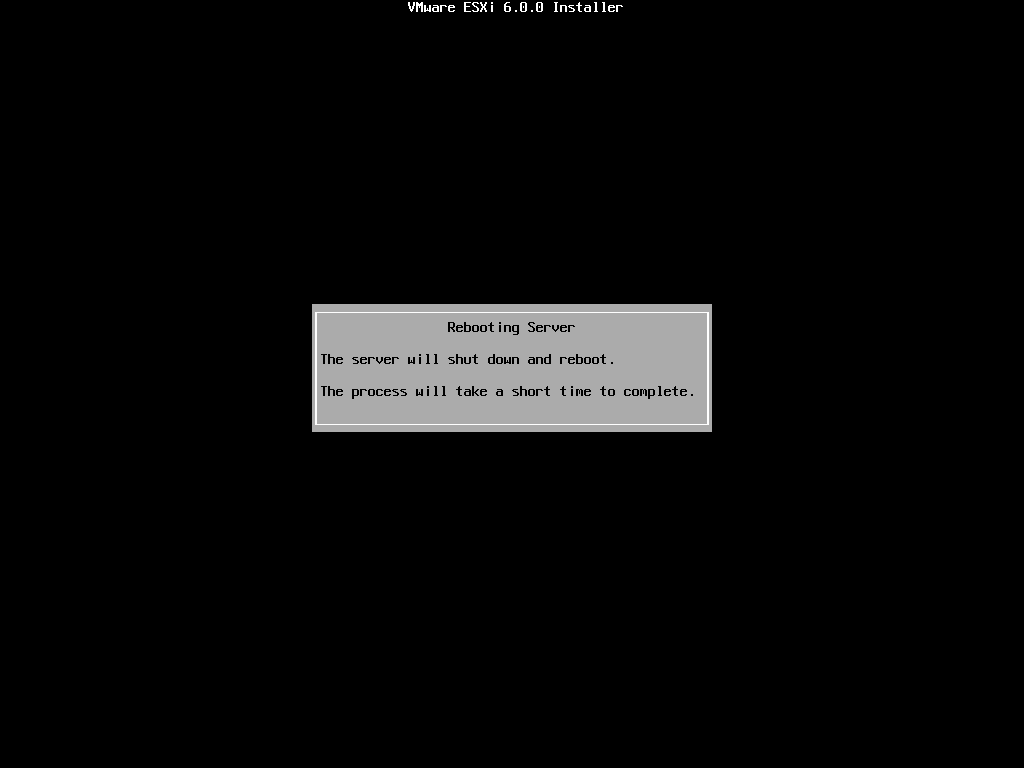 VMware ESXi 6.0.0 Installer
Rebooting Server
The server will shut down and reboot.
The process will take a short time to complete.